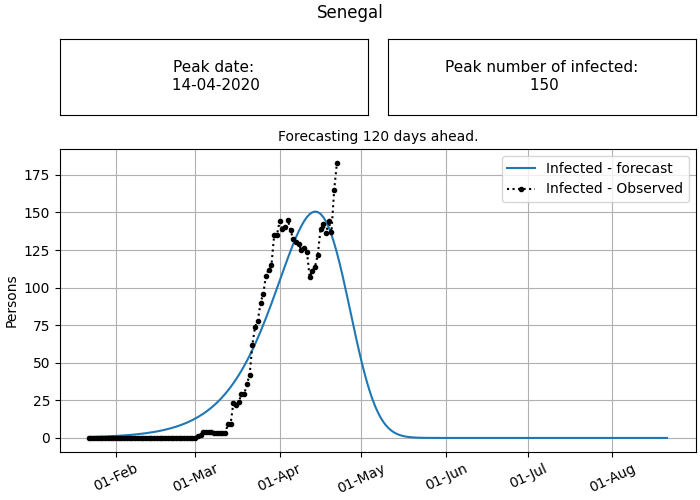 Senegal
Peak date:
14-04-2020
Peak number of infected:
150
Forecasting 120 days ahead.
Infected - forecast
Infected - Observed
175
150
125
100
75
50
25
0
Persons
01-Feb
01-Mar
01-Apr
01-May
01-Jun
01-Jul
01-Aug